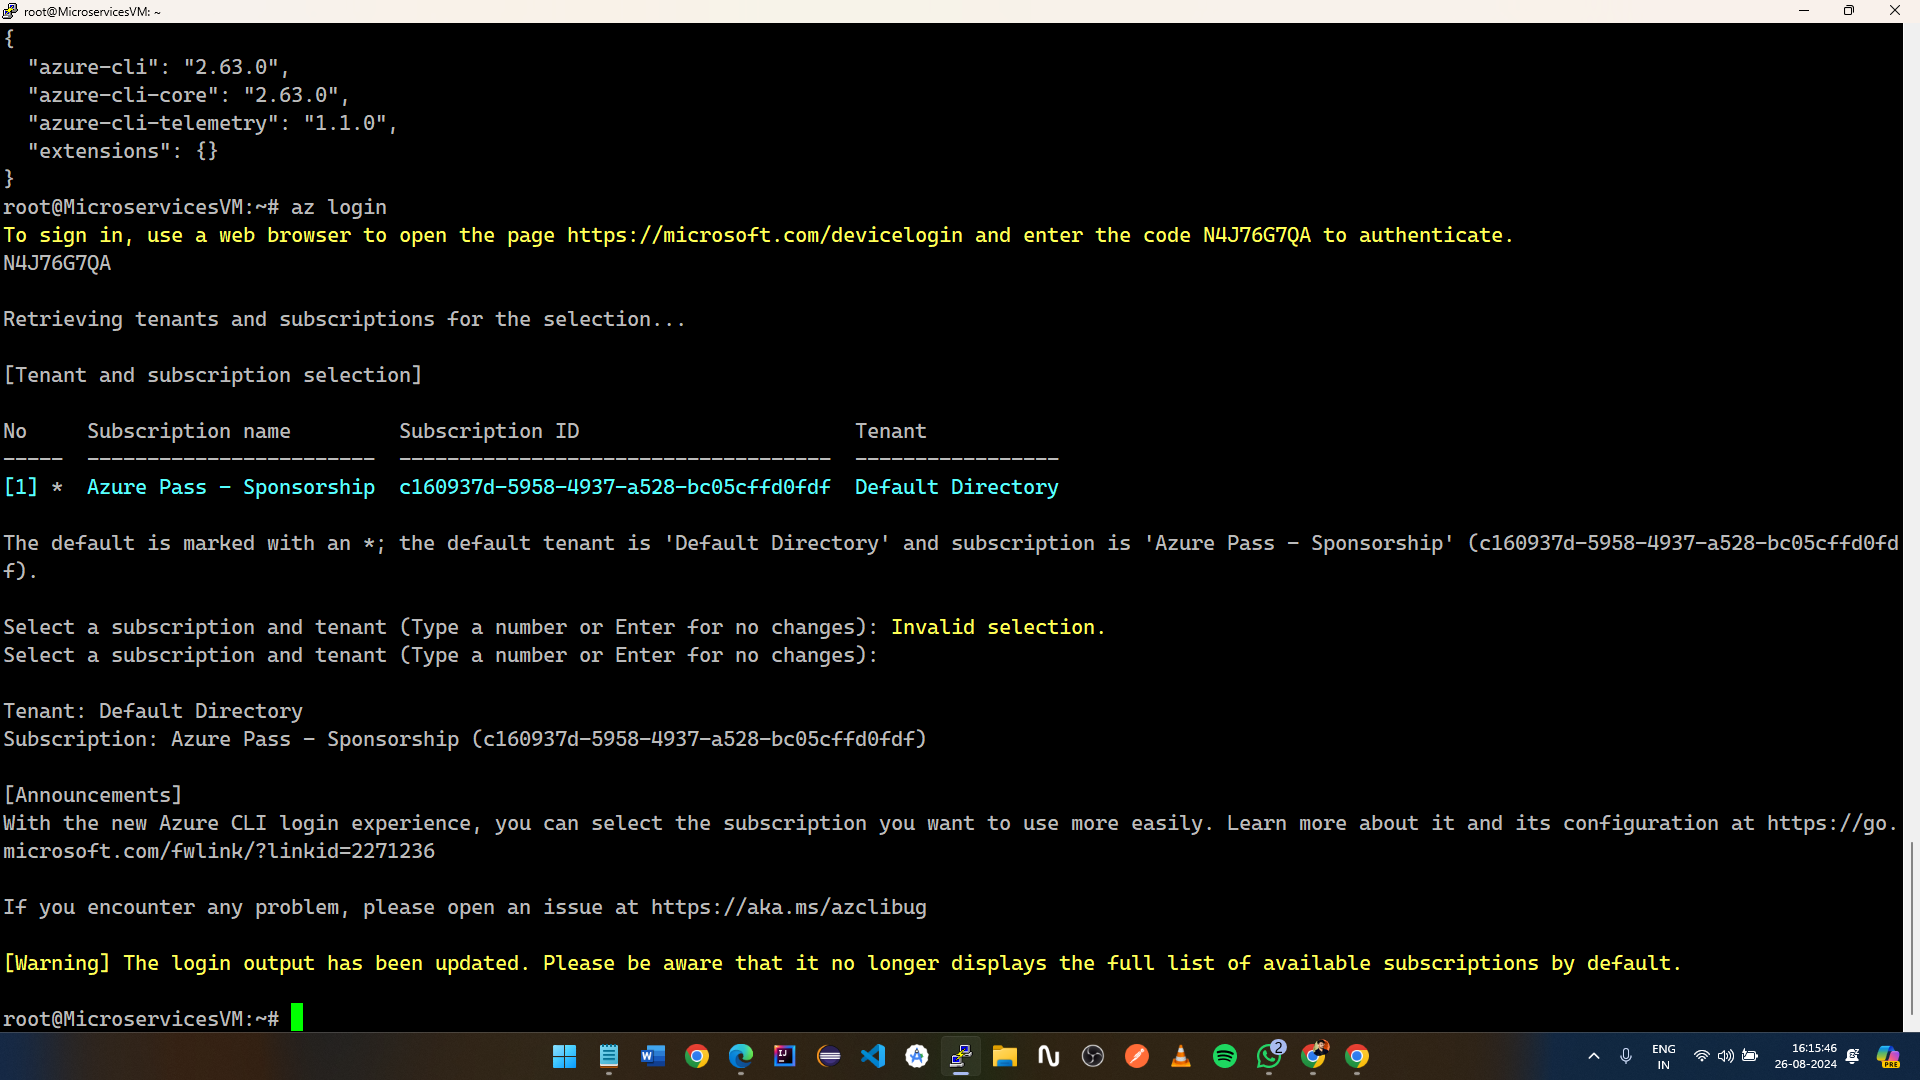 root@MicroservicesVM: ~
{
  "azure-cli": "2.63.0",
  "azure-cli-core": "2.63.0",
  "azure-cli-telemetry": "1.1.0",
  "extensions": {}
}
root@MicroservicesVM:~# az login
To sign in, use a web browser to open the page https://microsoft.com/devicelogin and enter the code N4J76G7QA to authenticate.
N4J76G7QA
Retrieving tenants and subscriptions for the selection...
[Tenant and subscription selection]
No     Subscription name         Subscription ID                       Tenant
-----  ------------------------  ------------------------------------  -----------------
[1] *  Azure Pass - Sponsorship  c160937d-5958-4937-a528-bc05cffd0fdf  Default Directory
The default is marked with an *; the default tenant is 'Default Directory' and subscription is 'Azure Pass - Sponsorship' (c160937d-5958-4937-a528-bc05cffd0fd
f).
Select a subscription and tenant (Type a number or Enter for no changes): Invalid selection.
Select a subscription and tenant (Type a number or Enter for no changes):
Tenant: Default Directory
Subscription: Azure Pass - Sponsorship (c160937d-5958-4937-a528-bc05cffd0fdf)
[Announcements]
With the new Azure CLI login experience, you can select the subscription you want to use more easily. Learn more about it and its configuration at https://go.
microsoft.com/fwlink/?linkid=2271236
If you encounter any problem, please open an issue at https://aka.ms/azclibug
[Warning] The login output has been updated. Please be aware that it no longer displays the full list of available subscriptions by default.
root@MicroservicesVM:~#
2
ENG
IN
16:15:46
26-08-2024
PRE